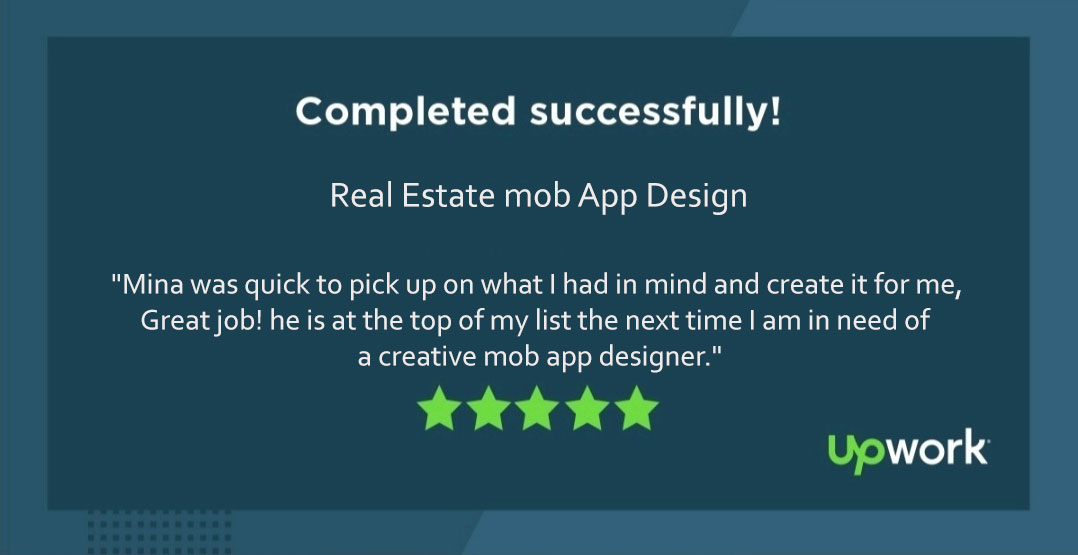 Completed successfully!
Real Estate mob App Design
"Mina was quick to pick up on what I had in mind and create it for me,
Great job! he is at the top of my list the next time I am in need of
a creative mob app designer."
upwork